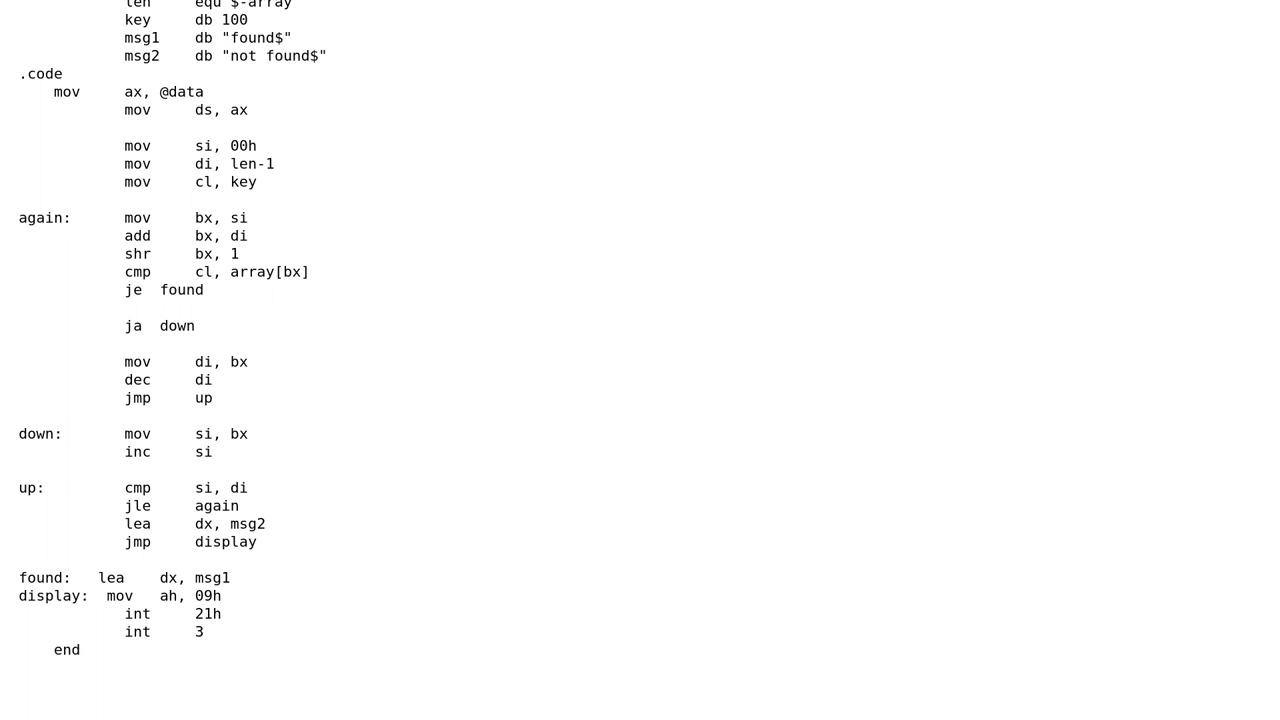 len     equ $-array
            key     db 100
            msg1    db "found$"
            msg2    db "not found$"
.code
    mov     ax, @data
            mov     ds, ax

            mov     si, 00h
            mov     di, len-1
            mov     cl, key

again:      mov     bx, si
            add     bx, di
            shr     bx, 1
            cmp     cl, array[bx]
            je  found

            ja  down

            mov     di, bx
            dec     di
            jmp     up

down:       mov     si, bx
            inc     si

up:         cmp     si, di
            jle     again
            lea     dx, msg2
            jmp     display

found:   lea    dx, msg1
display:  mov   ah, 09h
            int     21h
            int     3
    end